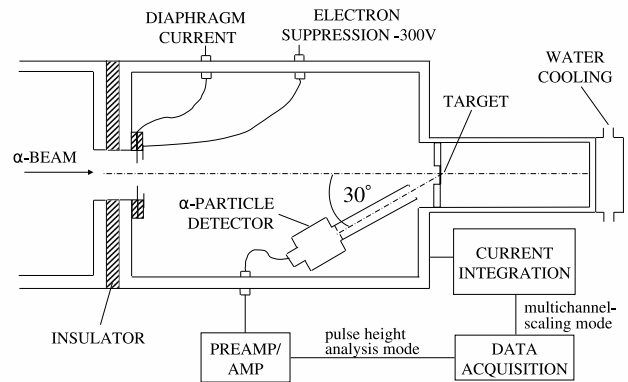 DIAPHRAGM
CURRENT
ELECTRON
SUPPRESSION -300V
WATER
COOLING
TARGET
α-BEAM
30°
α-PARTICLE
DETECTOR
CURRENT
INTEGRATION
multichannel-
scaling mode
INSULATOR
PREAMP/
AMP
pulse height
analysis mode
DATA
ACQUISITION